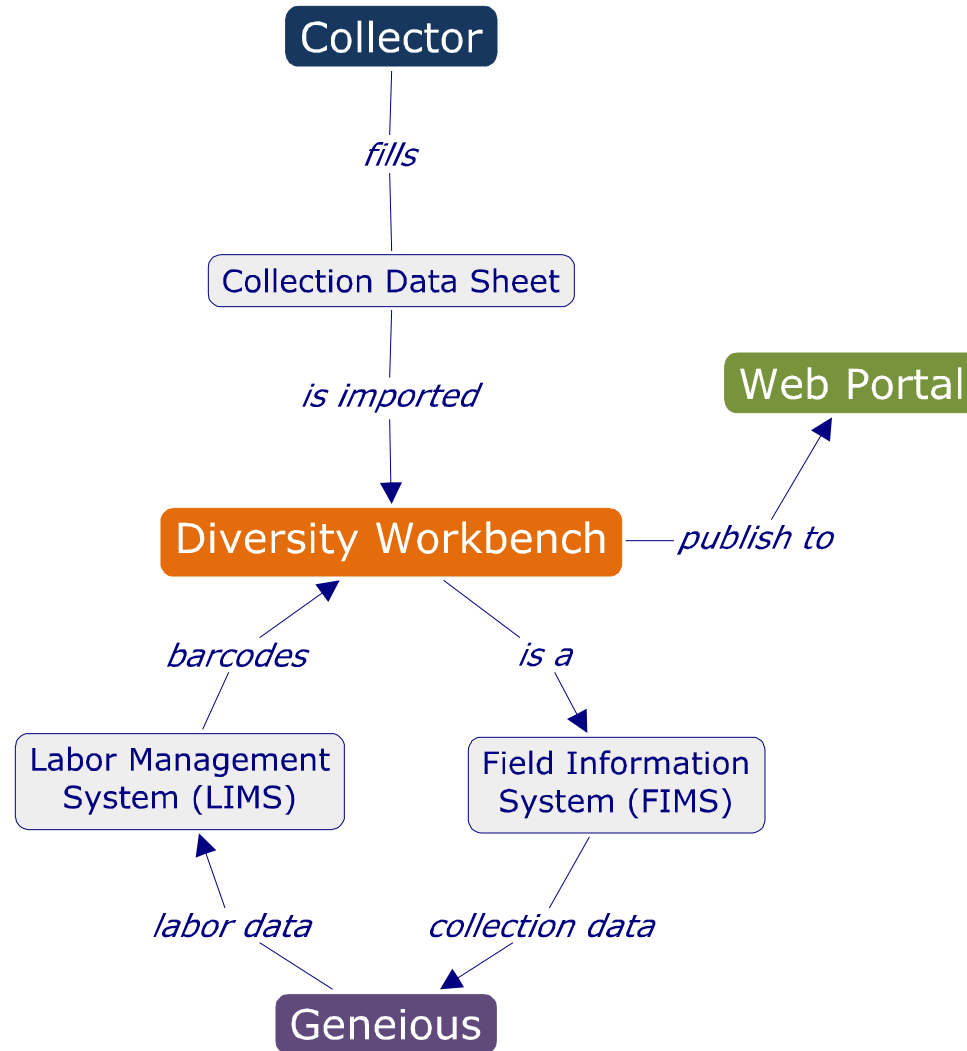 Collector
fills
Collection Data Sheet
is imported
Web Portal
Diversity Workbench
publish to
barcodes
is a
Labor Management
System (LIMS)
Field Information
System (FIMS)
labor data
collection data
Geneious